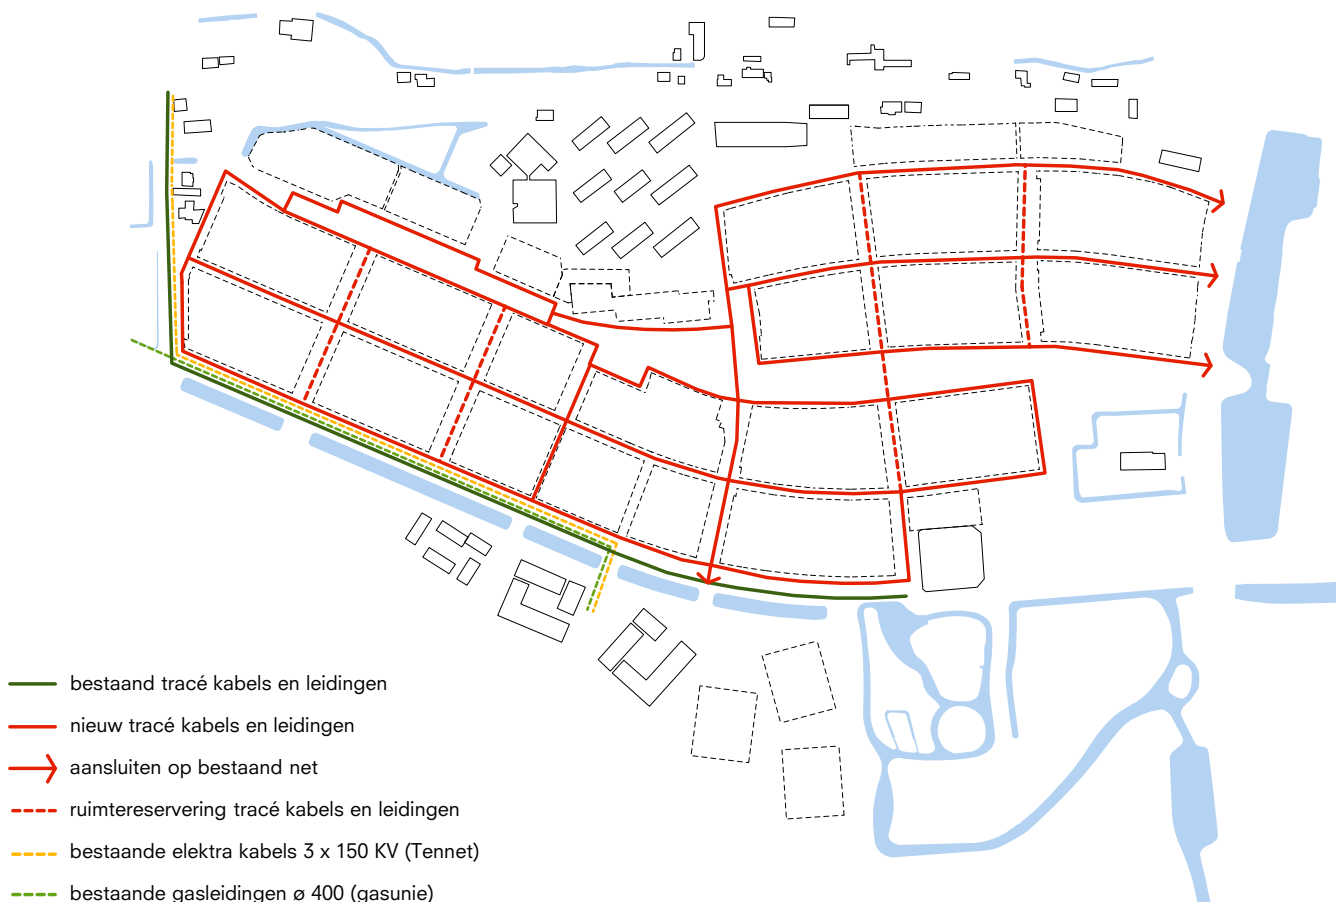 bestaand tracé kabels en leidingen
nieuw tracé kabels en leidingen
aansluiten op bestaand net
ruimtereservering tracé kabels en leidingen
bestaande elektra kabels 3 x 150 KV (Tennet)
bestaande gasleidingen ø 400 (gasunie)